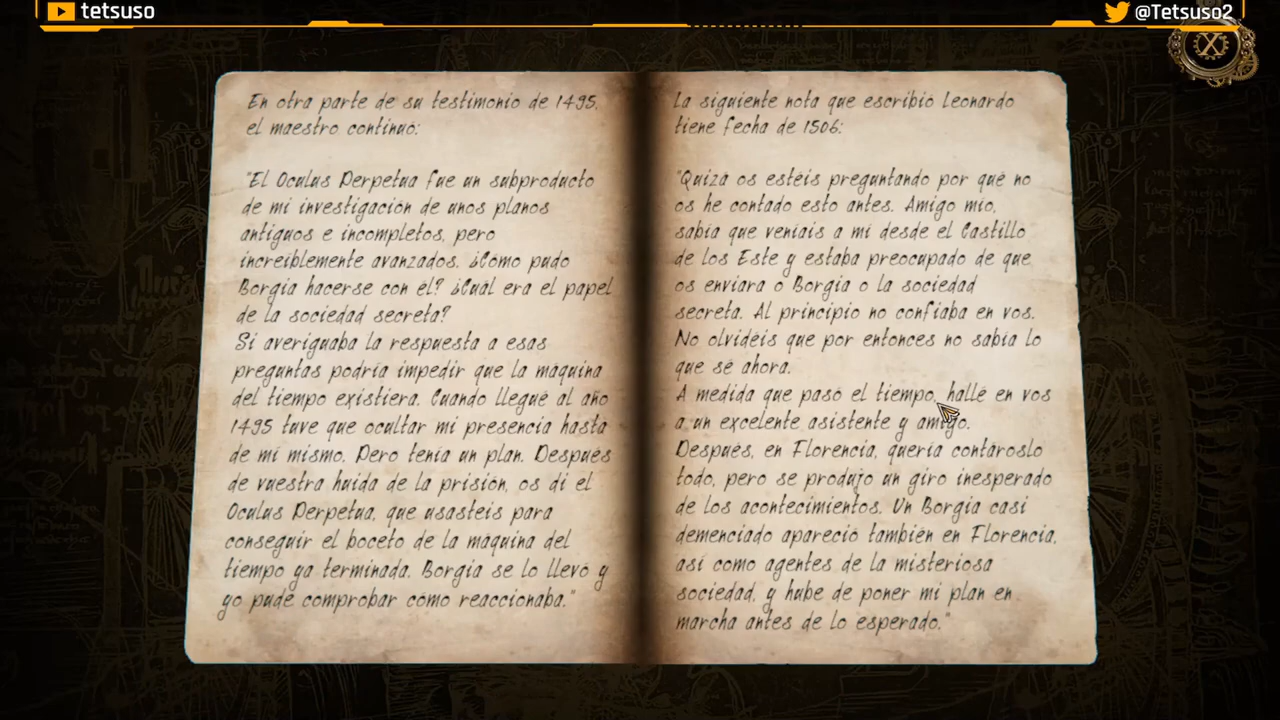 tetsuso
@Tetsuso2
En otra parte de su testimonio de 1495,
el maestro continuó:
"El Oculus Perpetua fue un subproducto
de mi investigación de unos planos
antiguos e incompletos, pero
increíblemente avanzados. ¿Cómo pudo
Borgia hacerse con él? ¿Cuál era el papel
de la sociedad secreta?
Si averiguaba la respuesta a esas
preguntas podría impedir que la máquina
del tiempo existiera. Cuando llegué al año
1495 tuve que ocultar mi presencia hasta
de mí mismo. Pero tenía un plan. Después
de vuestra huida de la prisión, os di el
Oculus Perpetua, que usasteis para
conseguir el boceto de la máquina del
tiempo ya terminada. Borgia se lo llevó y
yo pude comprobar cómo reaccionaba."
La siguiente nota que escribió Leonardo
tiene fecha de 1506:
"Quizá os estéis preguntando por qué no
os he contado esto antes. Amigo mío,
sabía que veníais a mí desde el Castillo
de los Este y estaba preocupado de que
os enviara o Borgia o la sociedad
secreta. Al principio no confiaba en vos.
No olvidéis que por entonces no sabía lo
que sé ahora.
A medida que pasó el tiempo, hallé en vos
a un excelente asistente y amigo.
Después, en Florencia, quería contároslo
todo, pero se produjo un giro inesperado
de los acontecimientos. Un Borgia casi
demenciado apareció también en Florencia,
así como agentes de la misteriosa
sociedad, y hube de poner mi plan en
marcha antes de lo esperado."